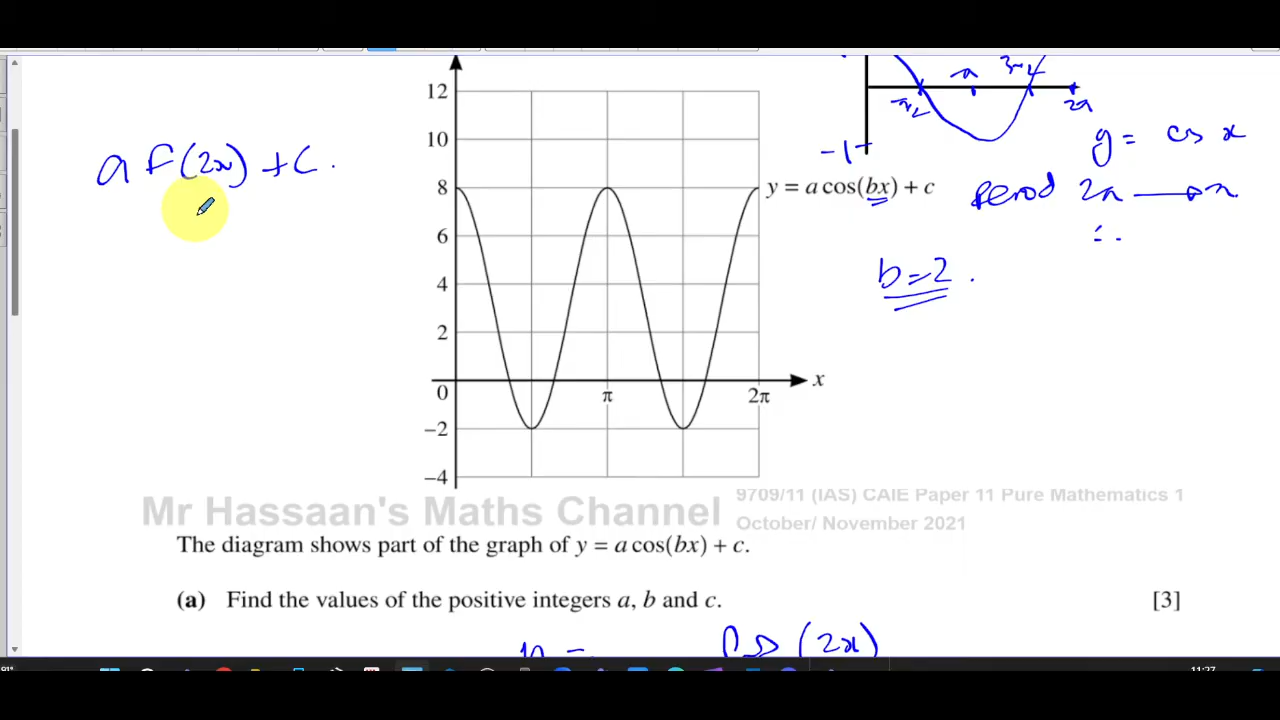 12
10
8
6
4
2
0
−2
−4
π
2π
x
y = a cos(bx) + c
a f(2x) + c.
π/2
π
3π/2
2π
-1
y = cos x
Period 2π → π
∴
b=2.
Mr Hassaan's Maths Channel
9709/11 (IAS) CAIE Paper 11 Pure Mathematics 1
October/ November 2021
The diagram shows part of the graph of y = a cos(bx) + c.
(a) Find the values of the positive integers a, b and c. [3]
(2x)
11:27